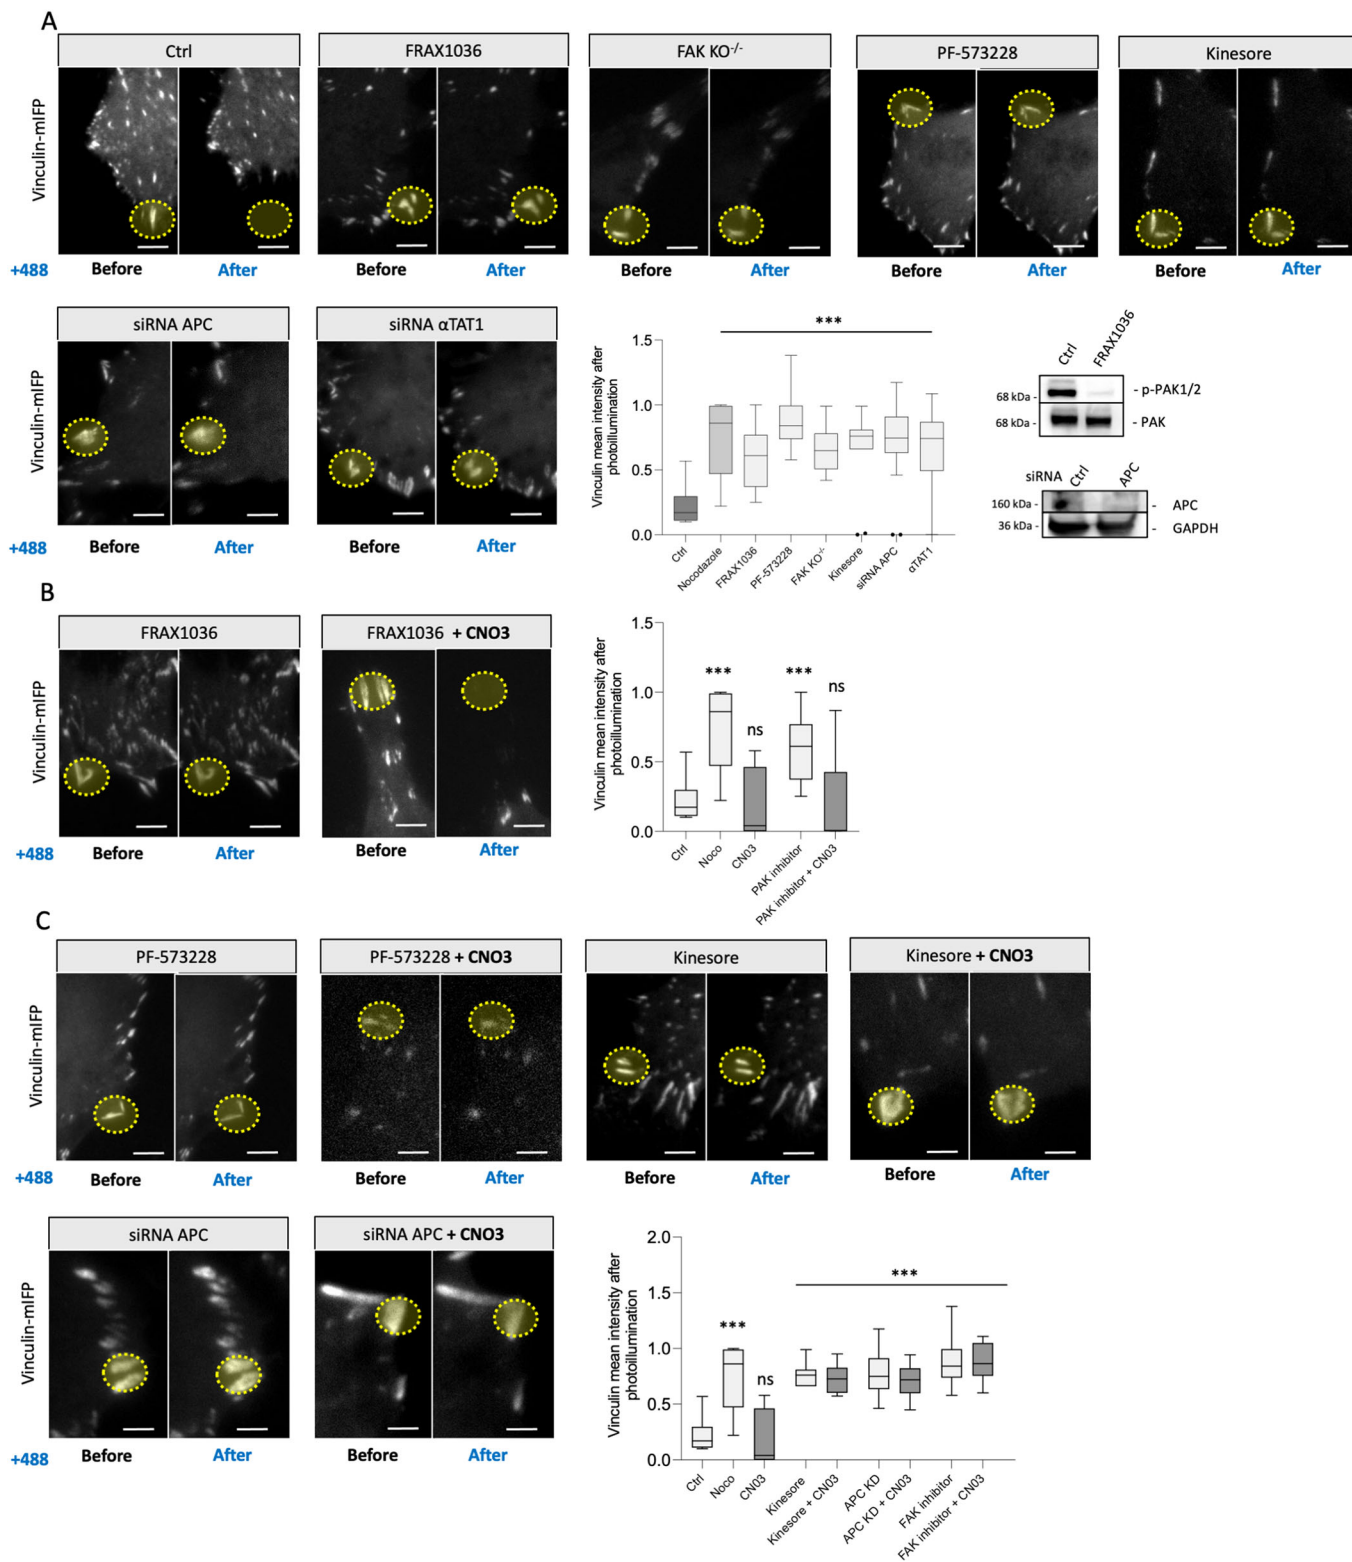 A
Ctrl
FRAX1036
FAK KO-/-
PF-573228
Kinesore
Vinculin-mIFP
+488
Before
After
Before
After
Before
After
Before
After
Before
After
siRNA APC
siRNA αTAT1
Vinculin-mIFP
+488
Before
After
Before
After
Vinculin mean intensity after
photoillumination
1.5
1.0
0.5
0.0
***
Ctrl
Nocodazole
FRAX1036
PF-573228
FAK KO-/-
Kinesore
siRNA APC
αTAT1
Ctrl
FRAX1036
68 kDa -
- p-PAK1/2
68 kDa -
- PAK
siRNA
Ctrl
APC
160 kDa -
- APC
36 kDa -
- GAPDH
B
FRAX1036
FRAX1036 + CNO3
Vinculin-mIFP
+488
Before
After
Before
After
Vinculin mean intensity after
photoillumination
1.5
1.0
0.5
0.0
***
ns
***
ns
Ctrl
Noco
CN03
PAK inhibitor
PAK inhibitor + CN03
C
PF-573228
PF-573228 + CNO3
Kinesore
Kinesore + CNO3
Vinculin-mIFP
+488
Before
After
Before
After
Before
After
Before
After
siRNA APC
siRNA APC + CNO3
Vinculin-mIFP
+488
Before
After
Before
After
Vinculin mean intensity after
photoillumination
2.0
1.5
1.0
0.5
0.0
***
ns
***
Ctrl
Noco
CN03
Kinesore
Kinesore + CN03
APC KD
APC KD + CN03
FAK inhibitor
FAK inhibitor + CN03